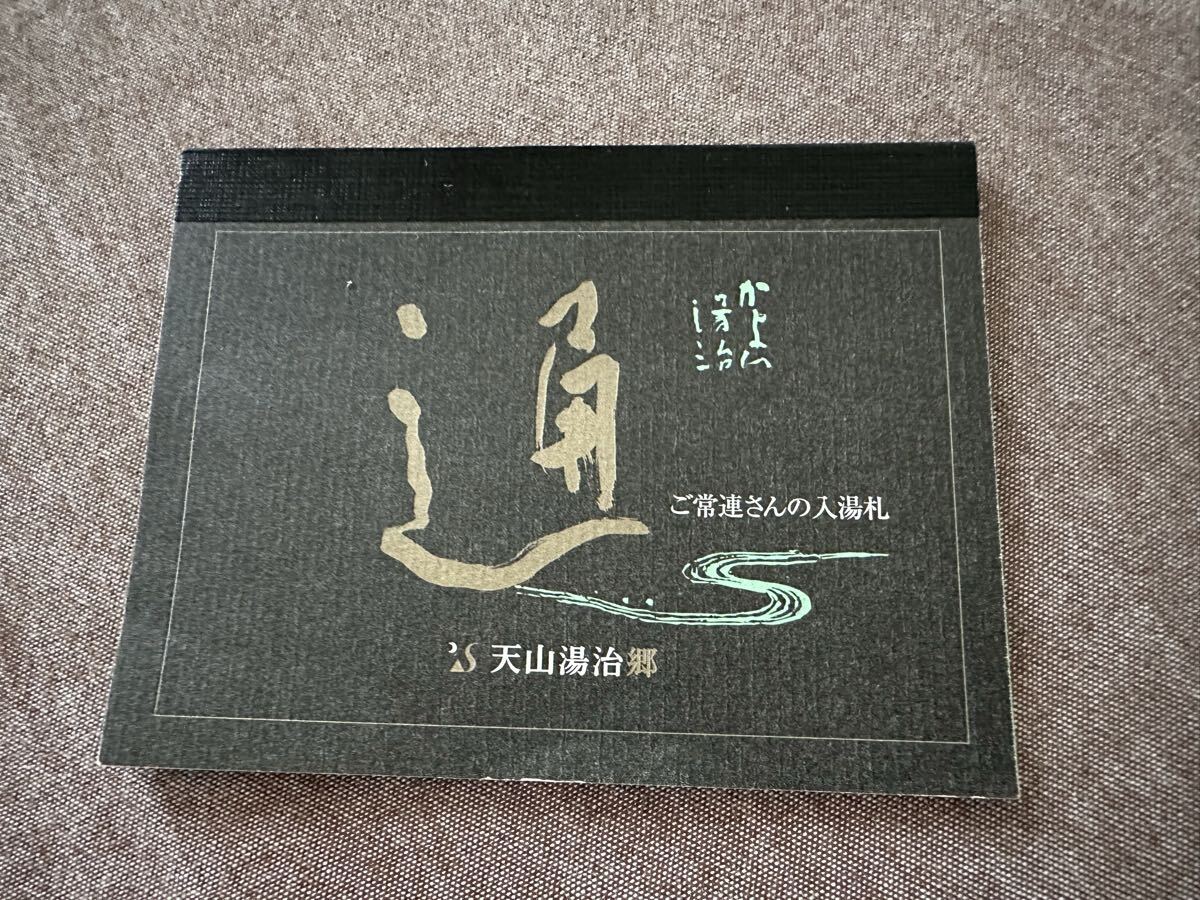 かよい
湯治
通
ご常連さんの入湯札
天山湯治郷